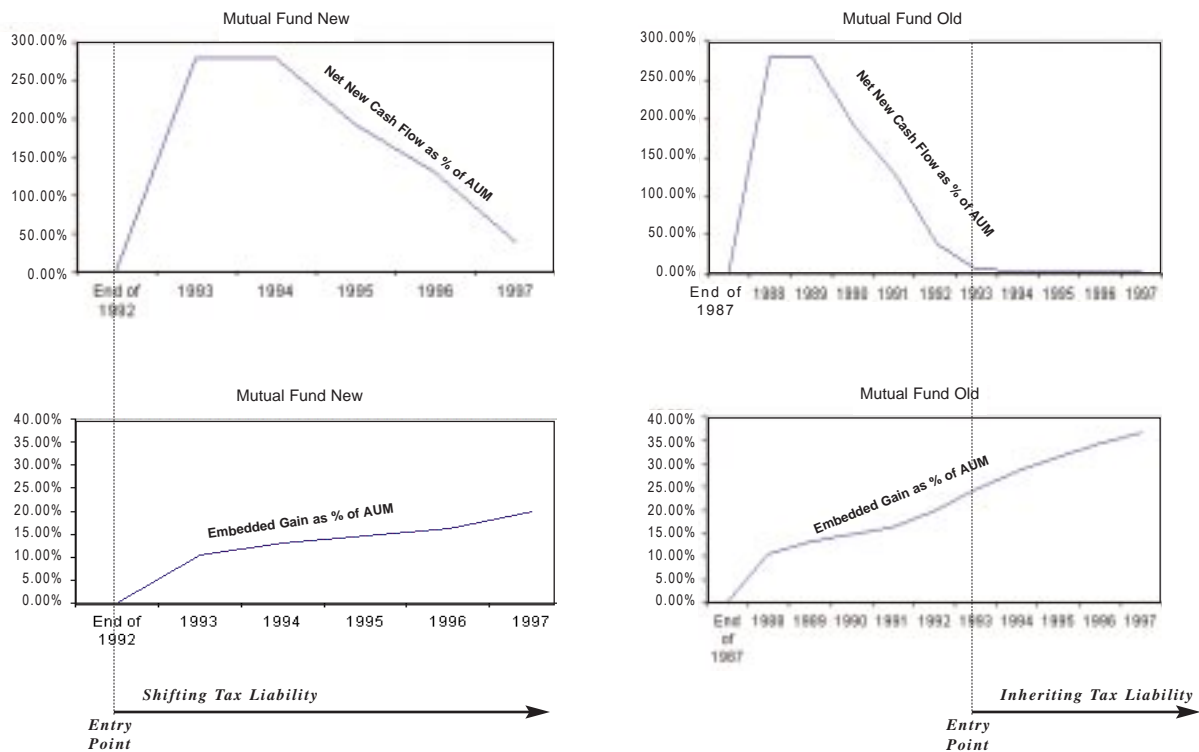 Mutual Fund New
300.00%
250.00%
200.00%
150.00%
100.00%
50.00%
0.00%
Net New Cash Flow as % of AUM
End of 1993 1994 1995 1996 1997
1992
Mutual Fund Old
300.00%
250.00%
200.00%
150.00%
100.00%
50.00%
0.00%
Net New Cash Flow as % of AUM
End of 1988 1989 1990 1991 1992 1993 1994 1995 1996 1997
1987
Mutual Fund New
40.00%
35.00%
30.00%
25.00%
20.00%
15.00%
10.00%
5.00%
0.00%
Embedded Gain as % of AUM
End of 1993 1994 1995 1996 1997
1992
Mutual Fund Old
40.00%
35.00%
30.00%
25.00%
20.00%
15.00%
10.00%
5.00%
0.00%
Embedded Gain as % of AUM
End 1988 1989 1990 1991 1992 1993 1994 1995 1996 1997
of
1987
Shifting Tax Liability
Entry
Point
Inheriting Tax Liability
Entry
Point